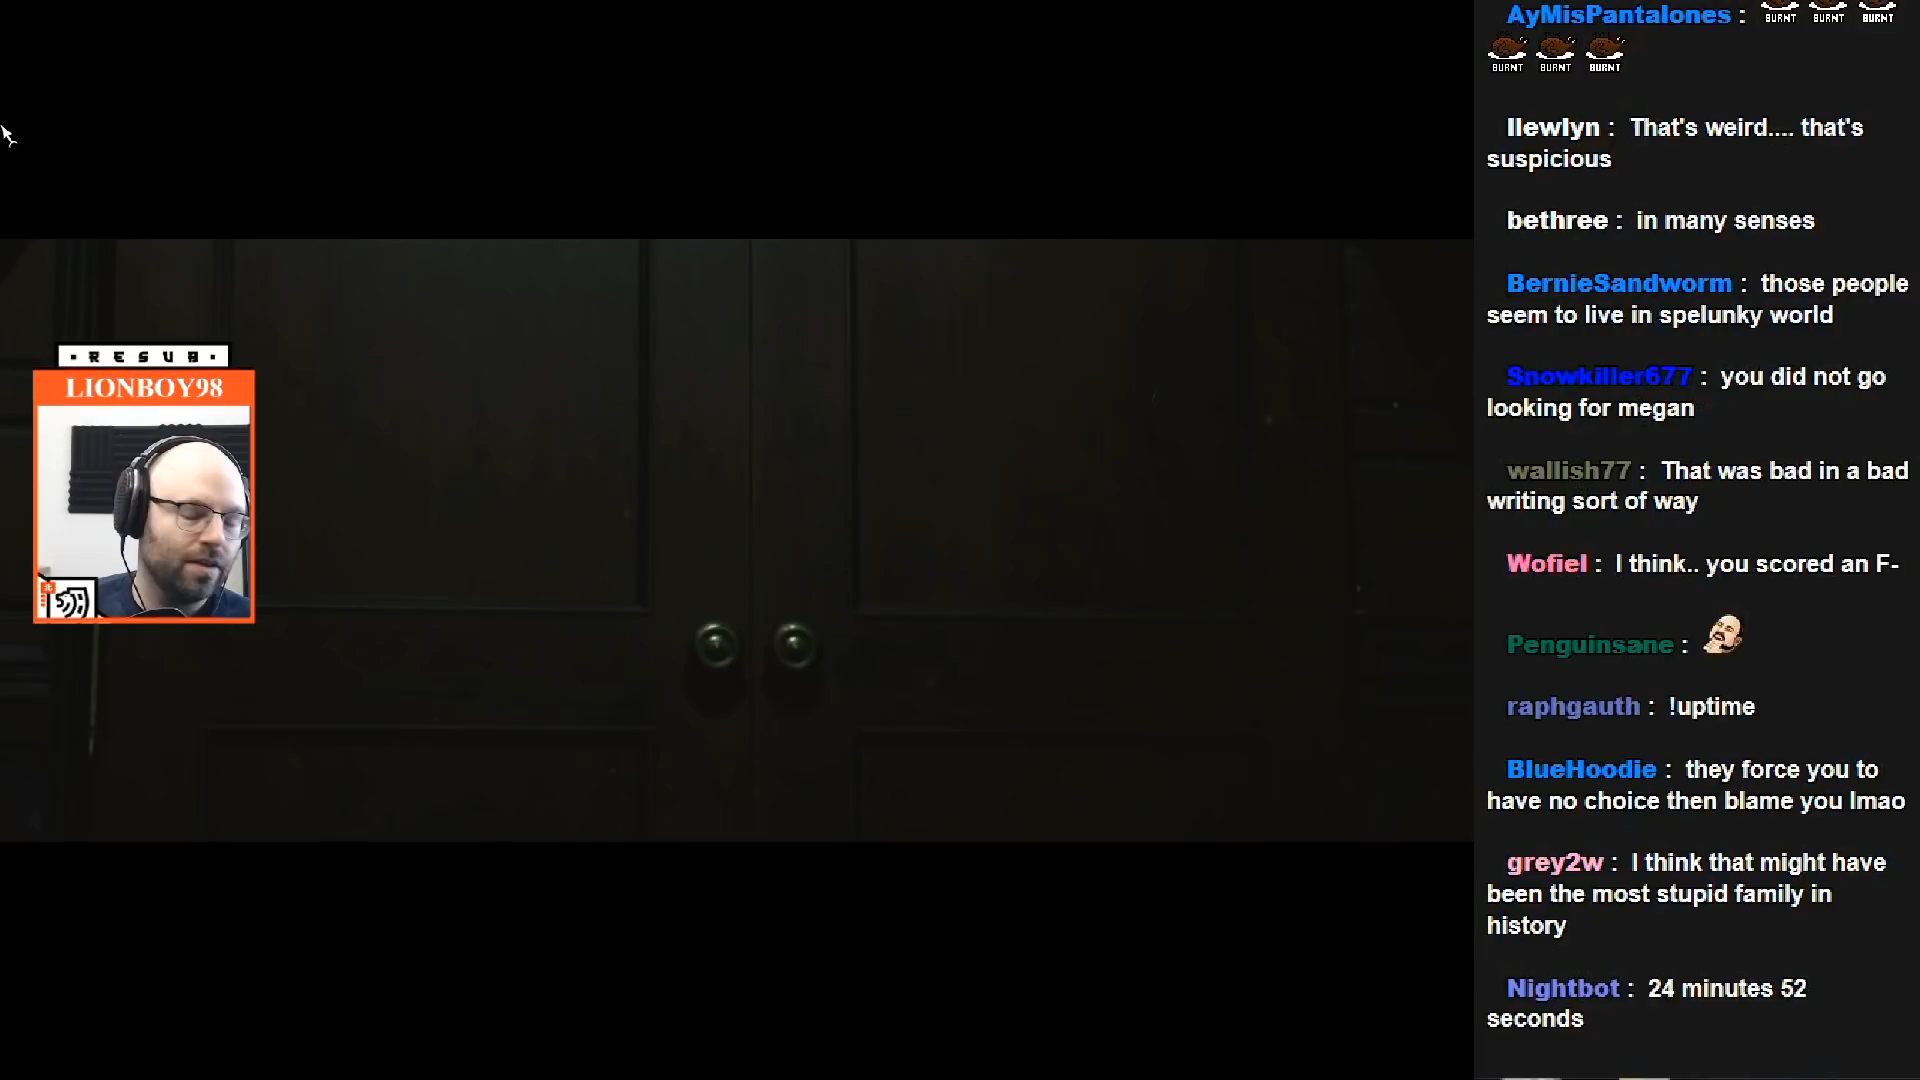 AyMisPantalones : BURNT BURNT BURNT
BURNT BURNT BURNT
llewlyn : That's weird.... that's
suspicious
bethree : in many senses
BernieSandworm : those people
seem to live in spelunky world
Snowkiller677 : you did not go
looking for megan
wallish77 : That was bad in a bad
writing sort of way
Wofiel : I think.. you scored an F-
Penguinsane :
raphgauth : !uptime
BlueHoodie : they force you to
have no choice then blame you lmao
grey2w : I think that might have
been the most stupid family in
history
Nightbot : 24 minutes 52
seconds
· RESUB ·
LIONBOY98